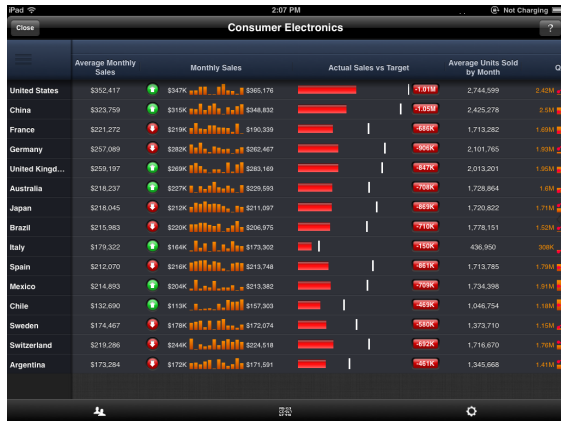 iPad 2:07 PM Not Charging
Close Consumer Electronics ?
Average Monthly Sales Monthly Sales Actual Sales vs Target Average Units Sold by Month Q
United States $352,417 $347K $365,176 -1.01M 2,744,599 2.42M
China $323,759 $315K $348,832 -1.05M 2,425,278 2.5M
France $221,272 $219K $190,339 -686K 1,713,282 1.69M
Germany $257,089 $282K $262,467 -906K 2,101,765 1.93M
United Kingd... $259,197 $269K $283,169 -847K 2,013,201 1.95M
Australia $218,237 $227K $229,593 -708K 1,728,864 1.6M
Japan $218,045 $212K $211,097 -869K 1,720,822 1.71M
Brazil $215,983 $220K $206,975 -710K 1,778,151 1.52M
Italy $179,322 $164K $173,302 -150K 436,950 308K
Spain $212,070 $216K $213,748 -861K 1,713,785 1.79M
Mexico $214,893 $204K $213,382 -709K 1,734,398 1.91M
Chile $132,690 $113K $157,303 -469K 1,046,754 1.18M
Sweden $174,467 $178K $172,074 -580K 1,373,710 1.15M
Switzerland $219,286 $244K $224,518 -692K 1,716,670 1.76M
Argentina $173,284 $172K $171,591 -461K 1,345,668 1.41M